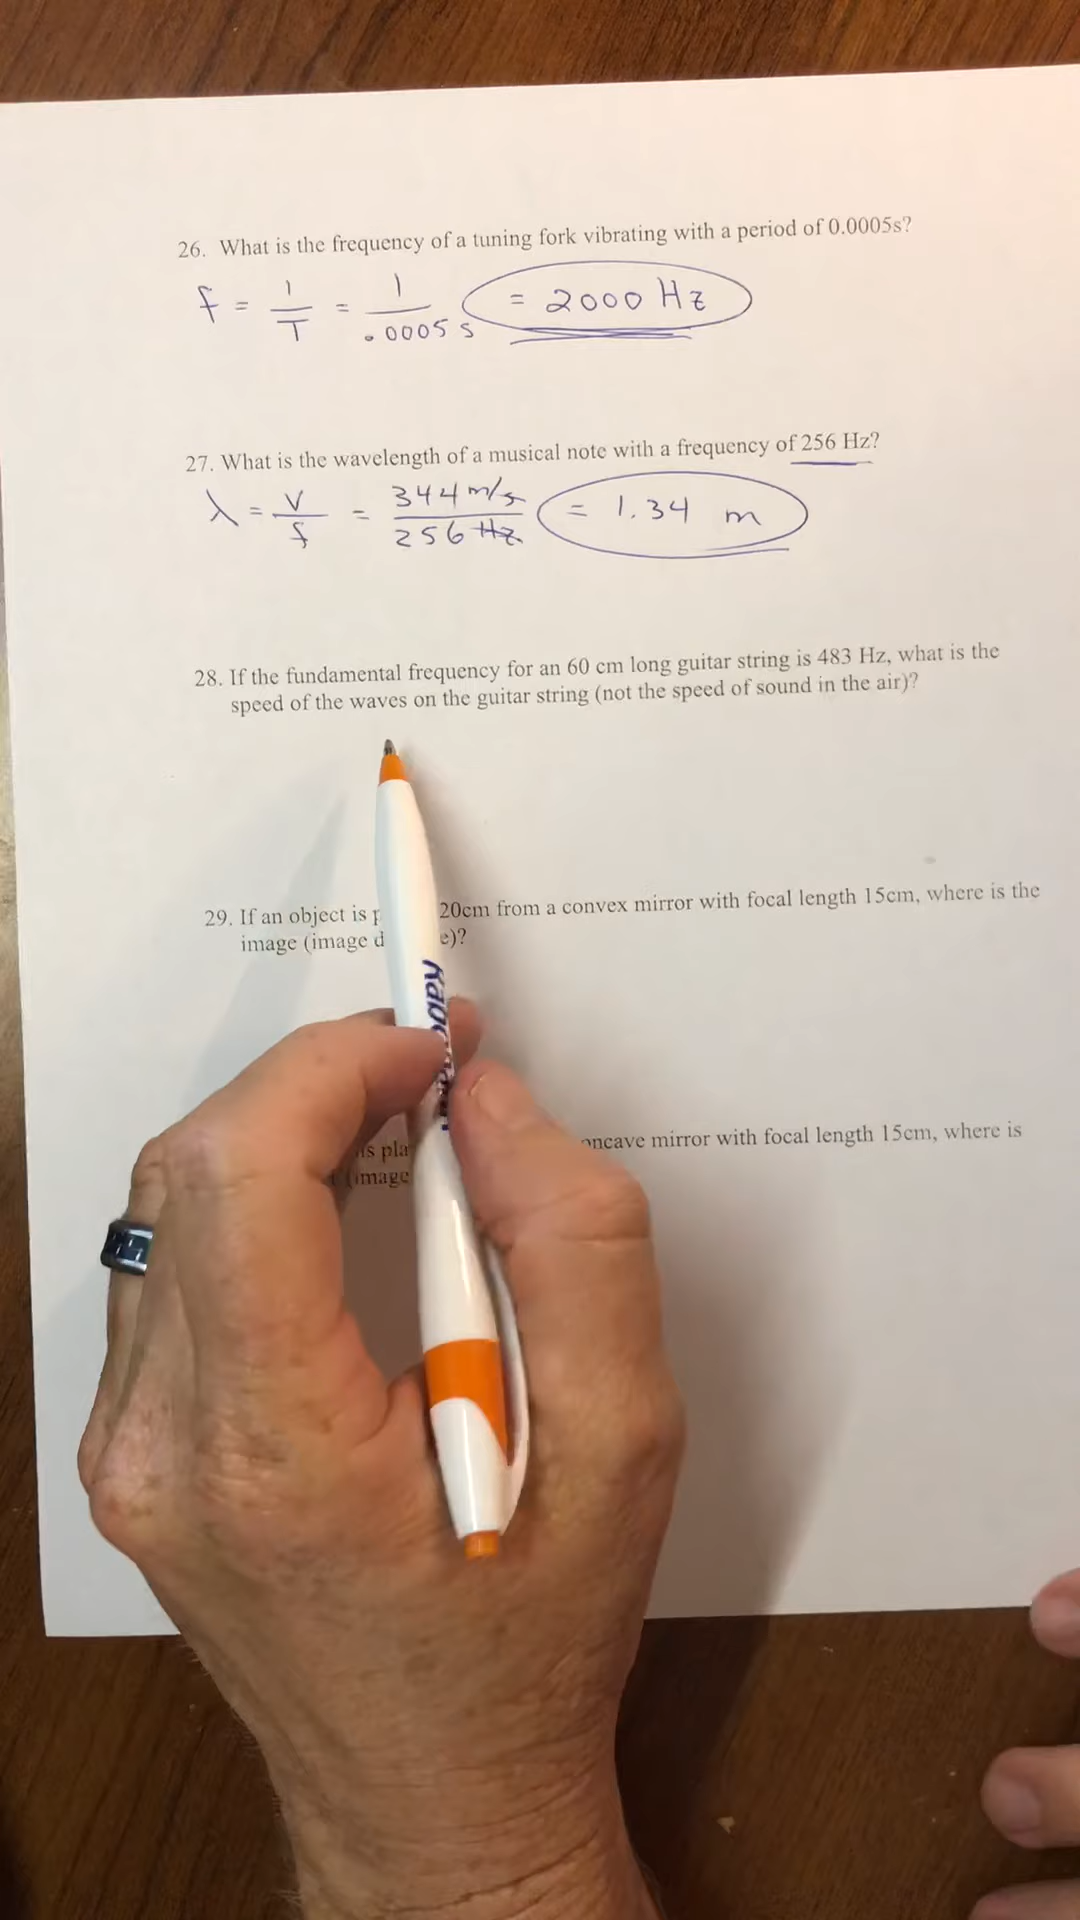 26. What is the frequency of a tuning fork vibrating with a period of 0.0005s?
f = 1/T = 1/.0005 s = 2000 Hz
27. What is the wavelength of a musical note with a frequency of 256 Hz?
λ = v/f = 344 m/s / 256 Hz = 1.34 m
28. If the fundamental frequency for an 60 cm long guitar string is 483 Hz, what is the
speed of the waves on the guitar string (not the speed of sound in the air)?
29. If an object is 20cm from a convex mirror with focal length 15cm, where is the
image (image e)?
mirror with focal length 15cm, where is
(image